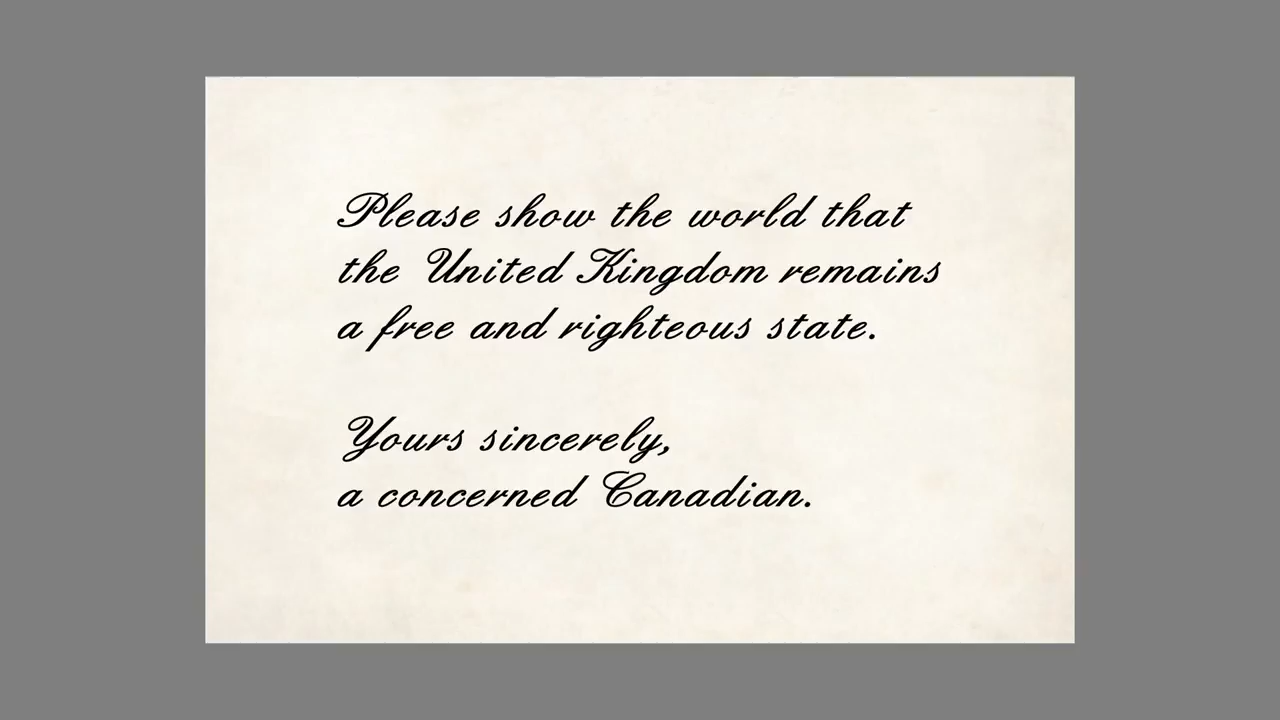 Please show the world that
the United Kingdom remains
a free and righteous state.
Yours sincerely,
a concerned Canadian.